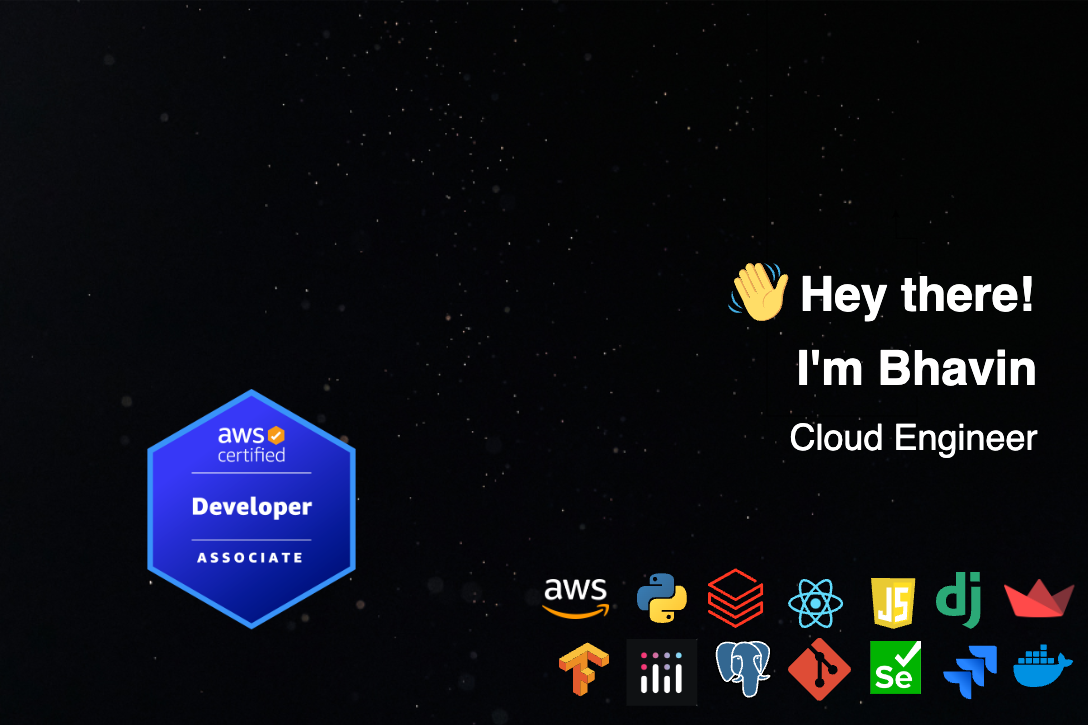 Hey there!
I'm Bhavin
Cloud Engineer
aws
certified
Developer
ASSOCIATE
aws
JS
dj
Se